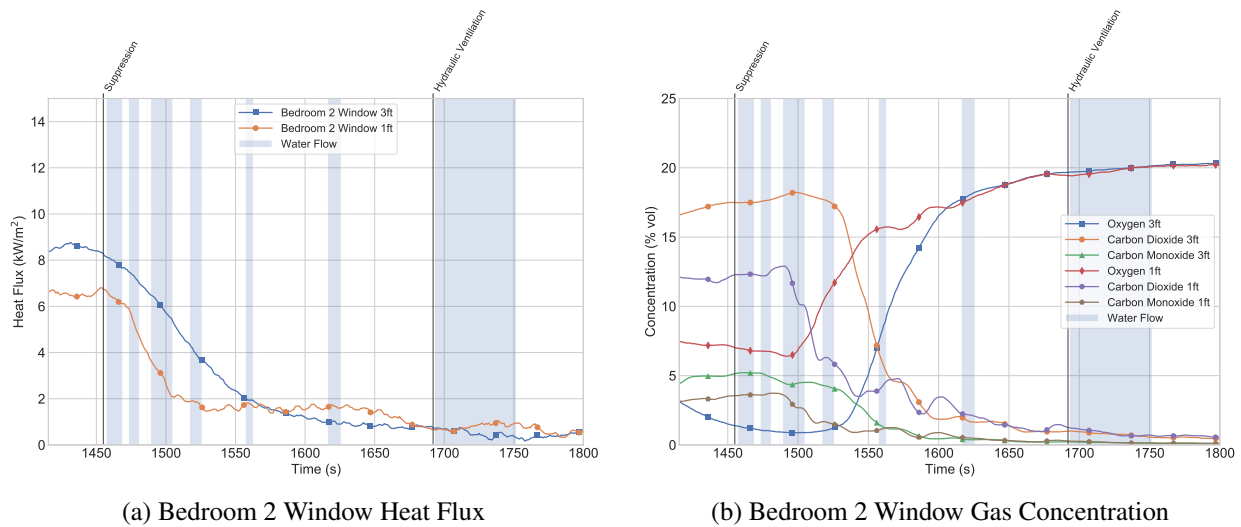 Suppression
Hydraulic Ventilation
14
12
10
8
6
4
2
0
Heat Flux (kW/m²)
Bedroom 2 Window 3ft
Bedroom 2 Window 1ft
Water Flow
1450 1500 1550 1600 1650 1700 1750 1800
Time (s)
(a) Bedroom 2 Window Heat Flux
Suppression
Hydraulic Ventilation
25
20
15
10
5
0
Concentration (% vol)
Oxygen 3ft
Carbon Dioxide 3ft
Carbon Monoxide 3ft
Oxygen 1ft
Carbon Dioxide 1ft
Carbon Monoxide 1ft
Water Flow
1450 1500 1550 1600 1650 1700 1750 1800
Time (s)
(b) Bedroom 2 Window Gas Concentration